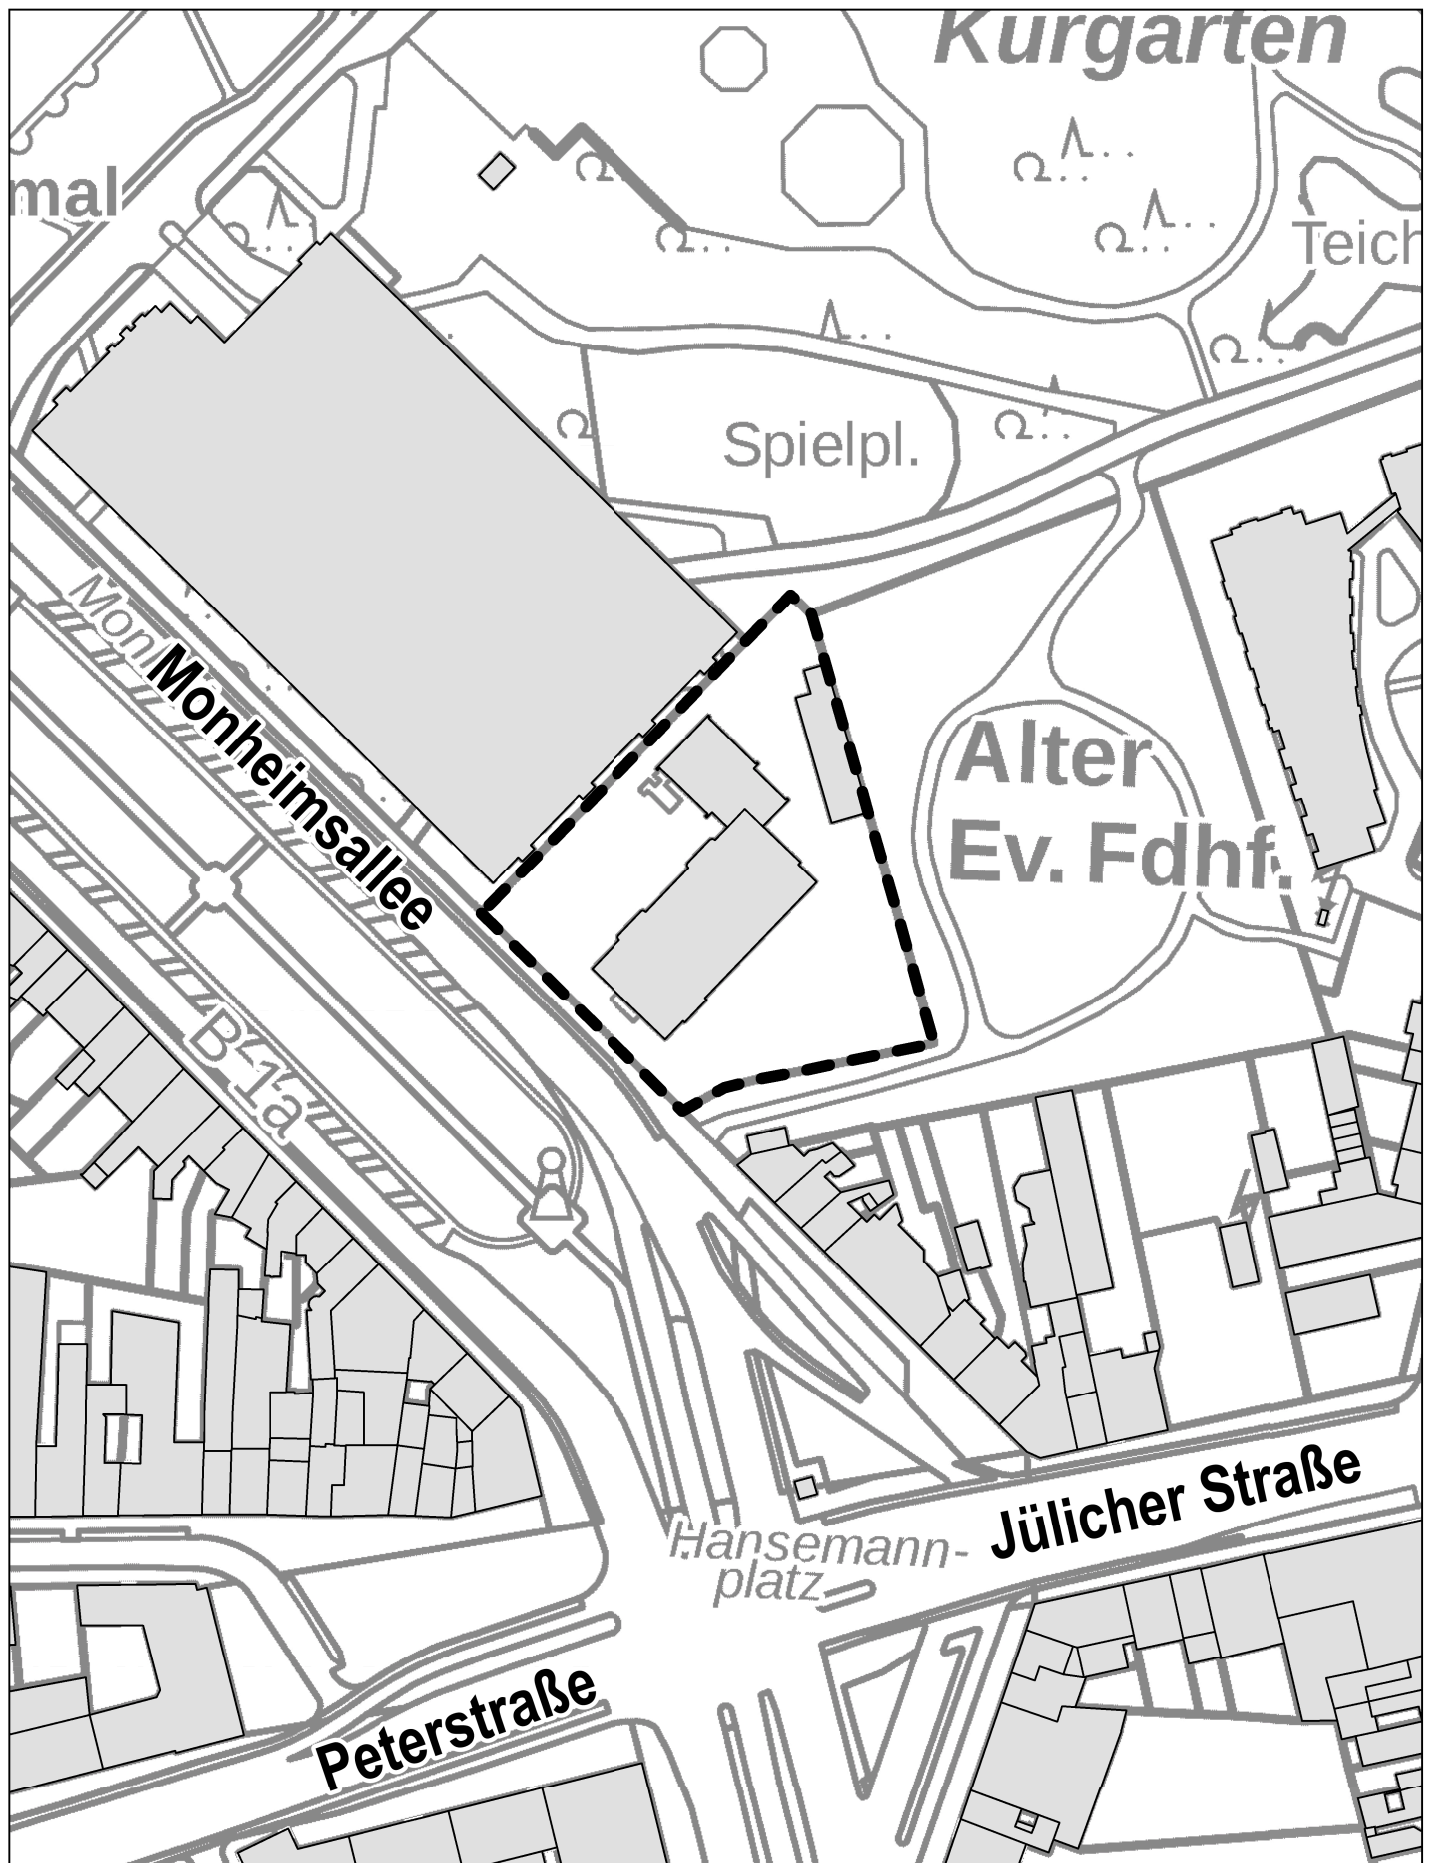 Kurgarten
mal
Teich
Spielpl.
Monheimsallee
Alter
Ev. Fdhf.
B 1a
Hansemann-
platz
Jülicher Straße
Peterstraße